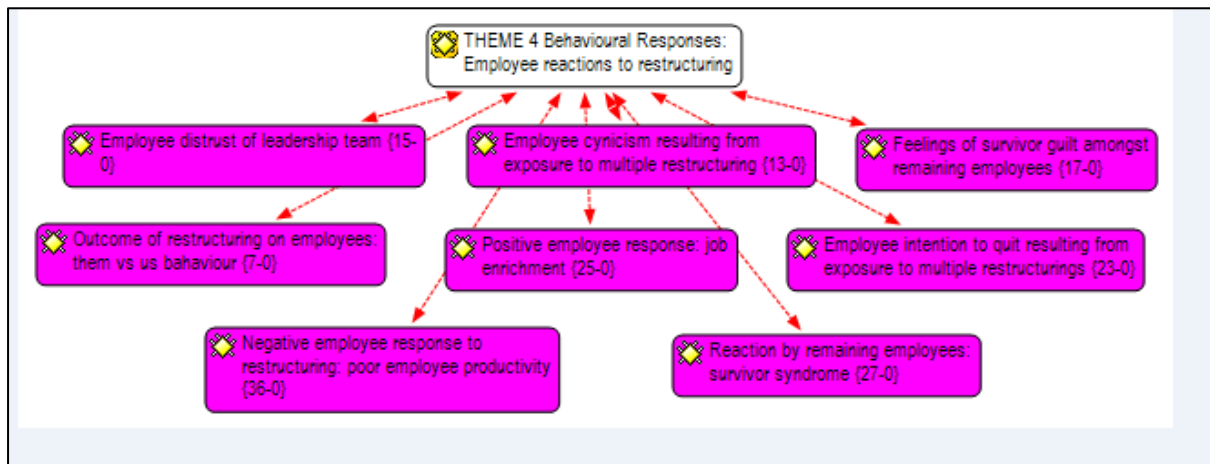 THEME 4 Behavioural Responses:
Employee reactions to restructuring
Employee distrust of leadership team {15-
0}
Employee cynicism resulting from
exposure to multiple restructuring {13-0}
Feelings of survivor guilt amongst
remaining employees {17-0}
Outcome of restructuring on employees:
them vs us bahaviour {7-0}
Positive employee response: job
enrichment {25-0}
Employee intention to quit resulting from
exposure to multiple restructurings {23-0}
Negative employee response to
restructuring: poor employee productivity
{36-0}
Reaction by remaining employees:
survivor syndrome {27-0}